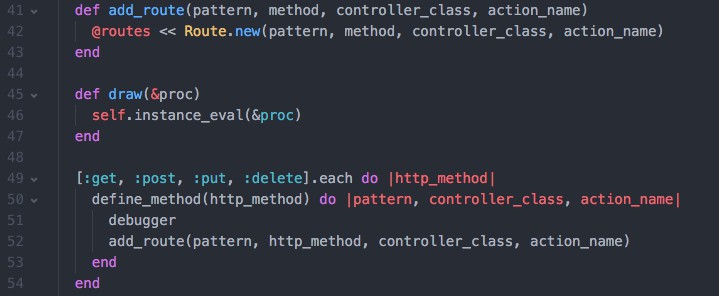 41 def add_route(pattern, method, controller_class, action_name)
42 @routes << Route.new(pattern, method, controller_class, action_name)
43 end
44
45 def draw(&proc)
46 self.instance_eval(&proc)
47 end
48
49 [:get, :post, :put, :delete].each do |http_method|
50 define_method(http_method) do |pattern, controller_class, action_name|
51 debugger
52 add_route(pattern, http_method, controller_class, action_name)
53 end
54 end